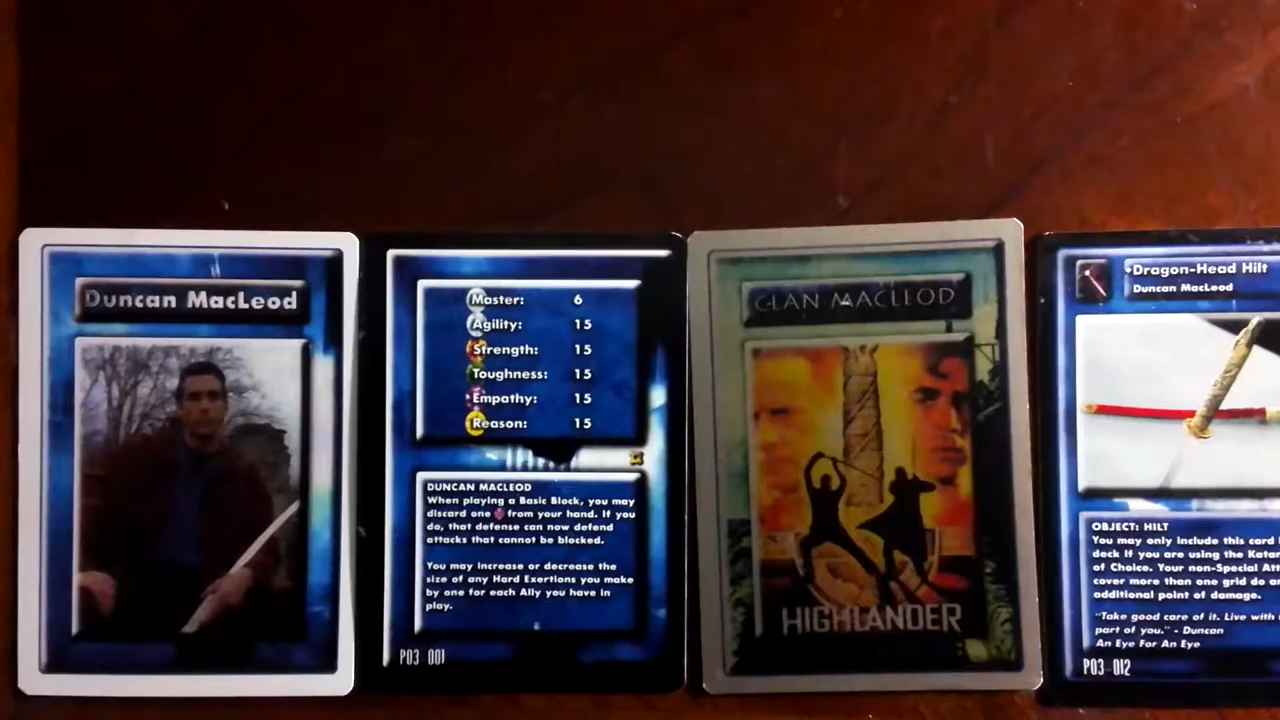 Duncan MacLeod
Master: 6
Agility: 15
Strength: 15
Toughness: 15
Empathy: 15
Reason: 15
DUNCAN MACLEOD
When playing a Basic Block, you may
discard one from your hand. If you
do, that defense can now defend
attacks that cannot be blocked.
You may increase or decrease the
size of any Hard Exertions you make
by one for each Ally you have in
play.
P03 001
CLAN MACLEOD
HIGHLANDER
Dragon-Head Hilt
Duncan MacLeod
OBJECT: HILT
You may only include this card
deck if you are using the Katan
of Choice. Your non-Special Att
cover more than one grid do an
additional point of damage.
"Take good care of it. Live with
part of you." - Duncan
An Eye For An Eye
P03 012